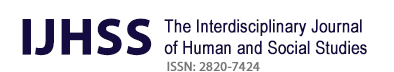 IJHSS
The Interdisciplinary Journal
of Human and Social Studies
ISSN: 2820-7424